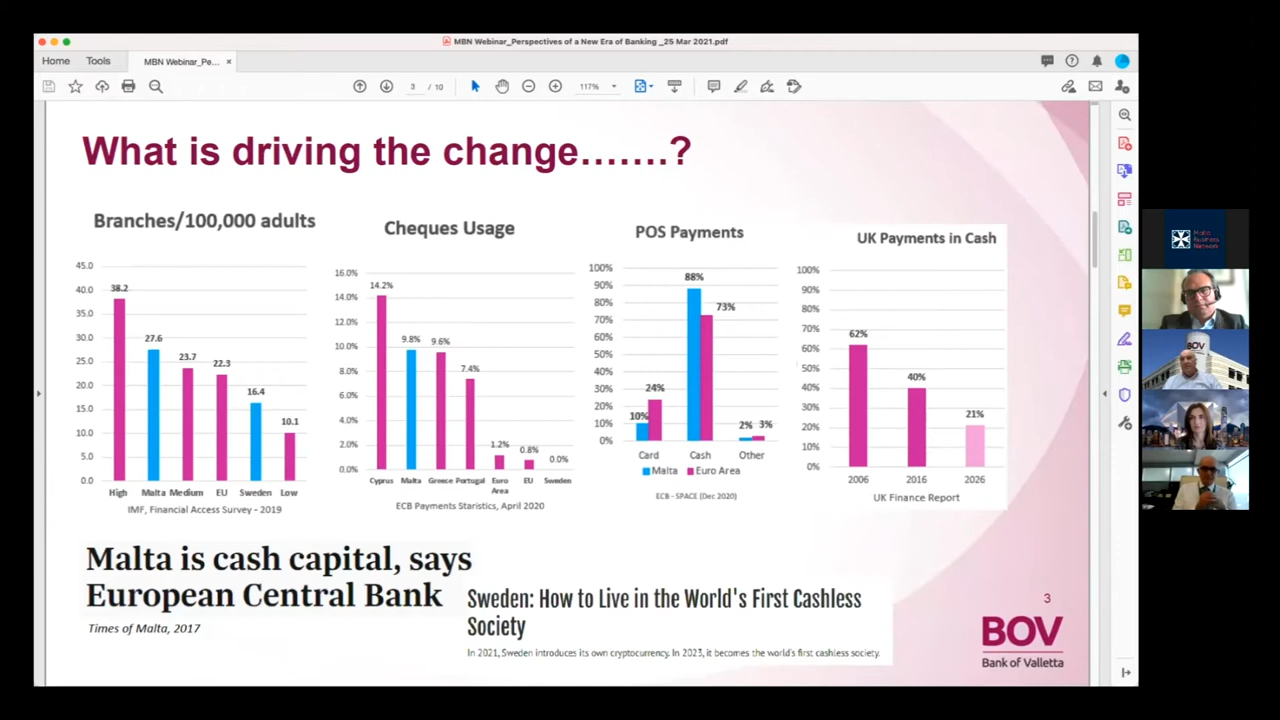 MBN Webinar_Perspectives of a New Era of Banking _25 Mar 2021.pdf
Home Tools MBN Webinar_Pe... ×
3 / 10 117%
What is driving the change.......?
Branches/100,000 adults
45.0
40.0
35.0
30.0
25.0
20.0
15.0
10.0
5.0
0.0
38.2
27.6
23.7
22.3
16.4
10.1
High Malta Medium EU Sweden Low
IMF, Financial Access Survey - 2019
Cheques Usage
16.0%
14.0%
12.0%
10.0%
8.0%
6.0%
4.0%
2.0%
0.0%
14.2%
9.8%
9.6%
7.4%
1.2%
0.8%
0.0%
Cyprus Malta Greece Portugal Euro Area EU Sweden
ECB Payments Staristics, April 2020
POS Payments
100%
90%
80%
70%
60%
50%
40%
30%
20%
10%
0%
10%
24%
88%
73%
2%
3%
Card Cash Other
Malta Euro Area
ECB - SPACE (Dec 2020)
UK Payments in Cash
100%
90%
80%
70%
60%
50%
40%
30%
20%
10%
0%
62%
40%
21%
2006 2016 2026
UK Finance Report
Malta is cash capital, says
European Central Bank
Times of Malta, 2017
Sweden: How to Live in the World's First Cashless
Society
In 2021, Sweden introduces its own cryptocurrency. In 2023, it becomes the world's first cashless society.
3
BOV
Bank of Valletta
Malta
Business
Network
BOV